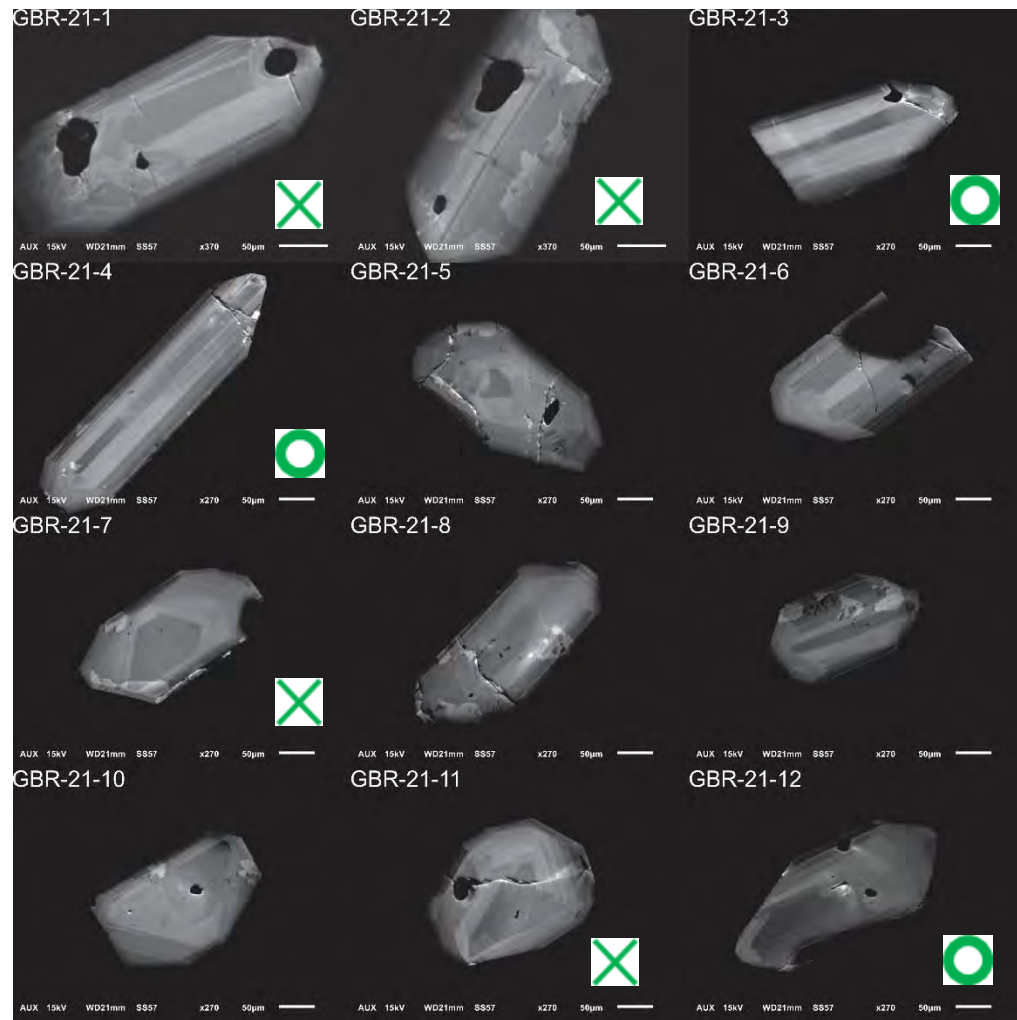 GBR-21-1
GBR-21-2
GBR-21-3
AUX 15kV WD21mm SS57 x370 50µm
AUX 15kV WD21mm SS57 x370 50µm
AUX 15kV WD21mm SS57 x270 50µm
GBR-21-4
GBR-21-5
GBR-21-6
AUX 15kV WD21mm SS57 x270 50µm
AUX 15kV WD21mm SS57 x270 50µm
AUX 15kV WD21mm SS57 x270 50µm
GBR-21-7
GBR-21-8
GBR-21-9
AUX 15kV WD21mm SS57 x270 50µm
AUX 15kV WD21mm SS57 x270 50µm
AUX 15kV WD21mm SS57 x270 50µm
GBR-21-10
GBR-21-11
GBR-21-12
AUX 15kV WD21mm SS57 x270 50µm
AUX 15kV WD21mm SS57 x270 50µm
AUX 15kV WD21mm SS57 x270 50µm